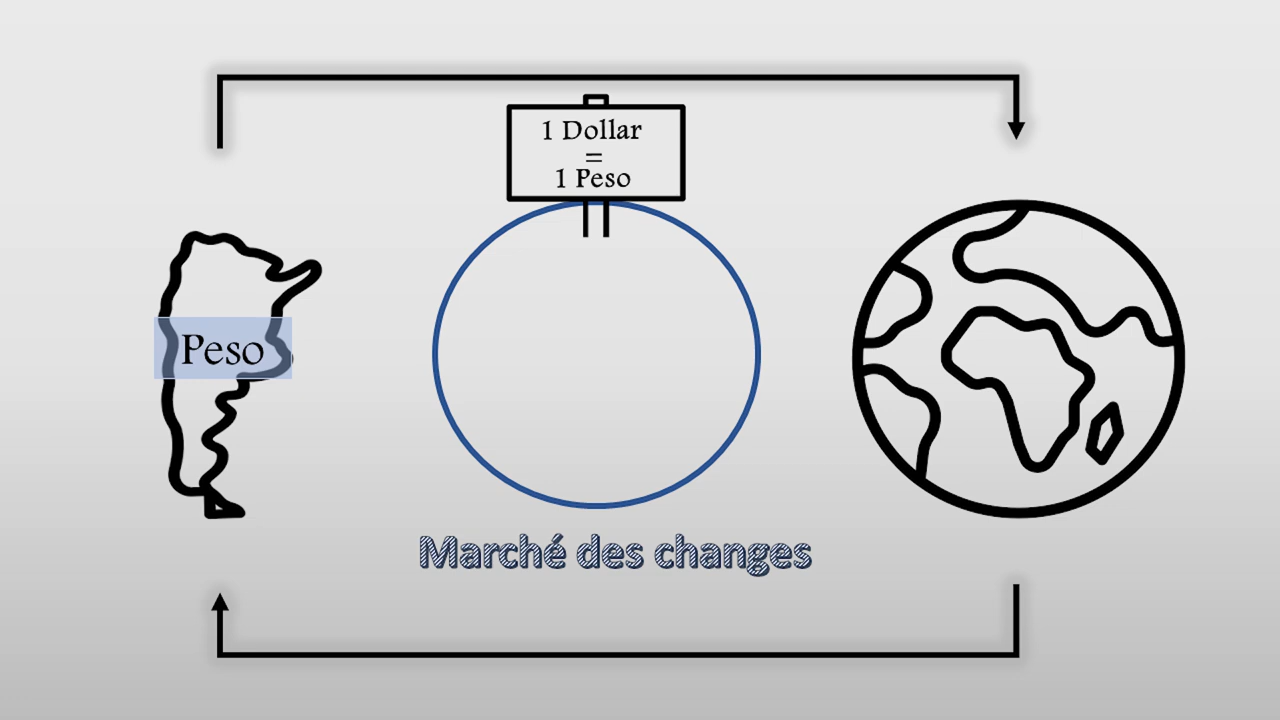 1 Dollar
=
1 Peso
Peso
Marché des changes